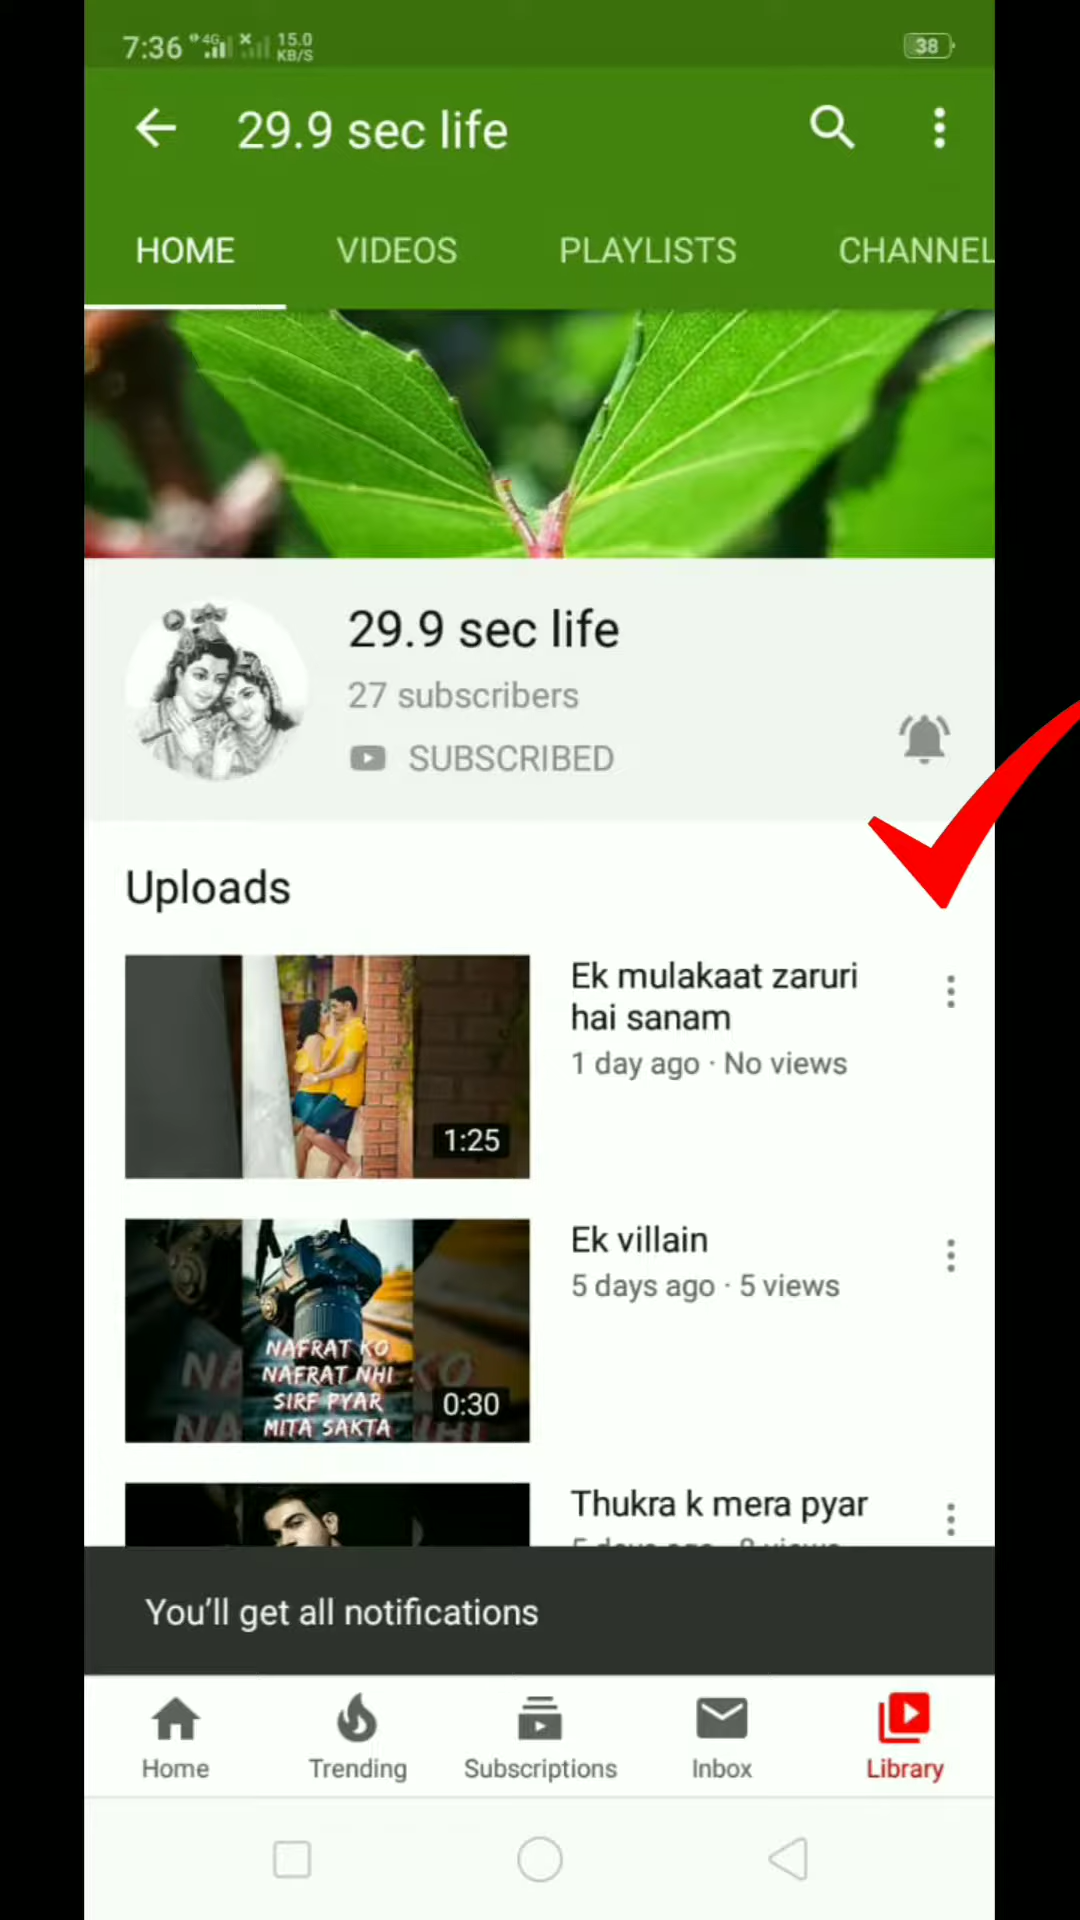 7:36 4G 15.0 KB/S 38
29.9 sec life
HOME VIDEOS PLAYLISTS CHANNEL
29.9 sec life
27 subscribers
SUBSCRIBED
Uploads
Ek mulakaat zaruri
hai sanam
1 day ago · No views
1:25
Ek villain
5 days ago · 5 views
NAFRAT KO
NAFRAT NHI
SIRF PYAR
MITA SAKTA
0:30
Thukra k mera pyar
You'll get all notifications
Home Trending Subscriptions Inbox Library